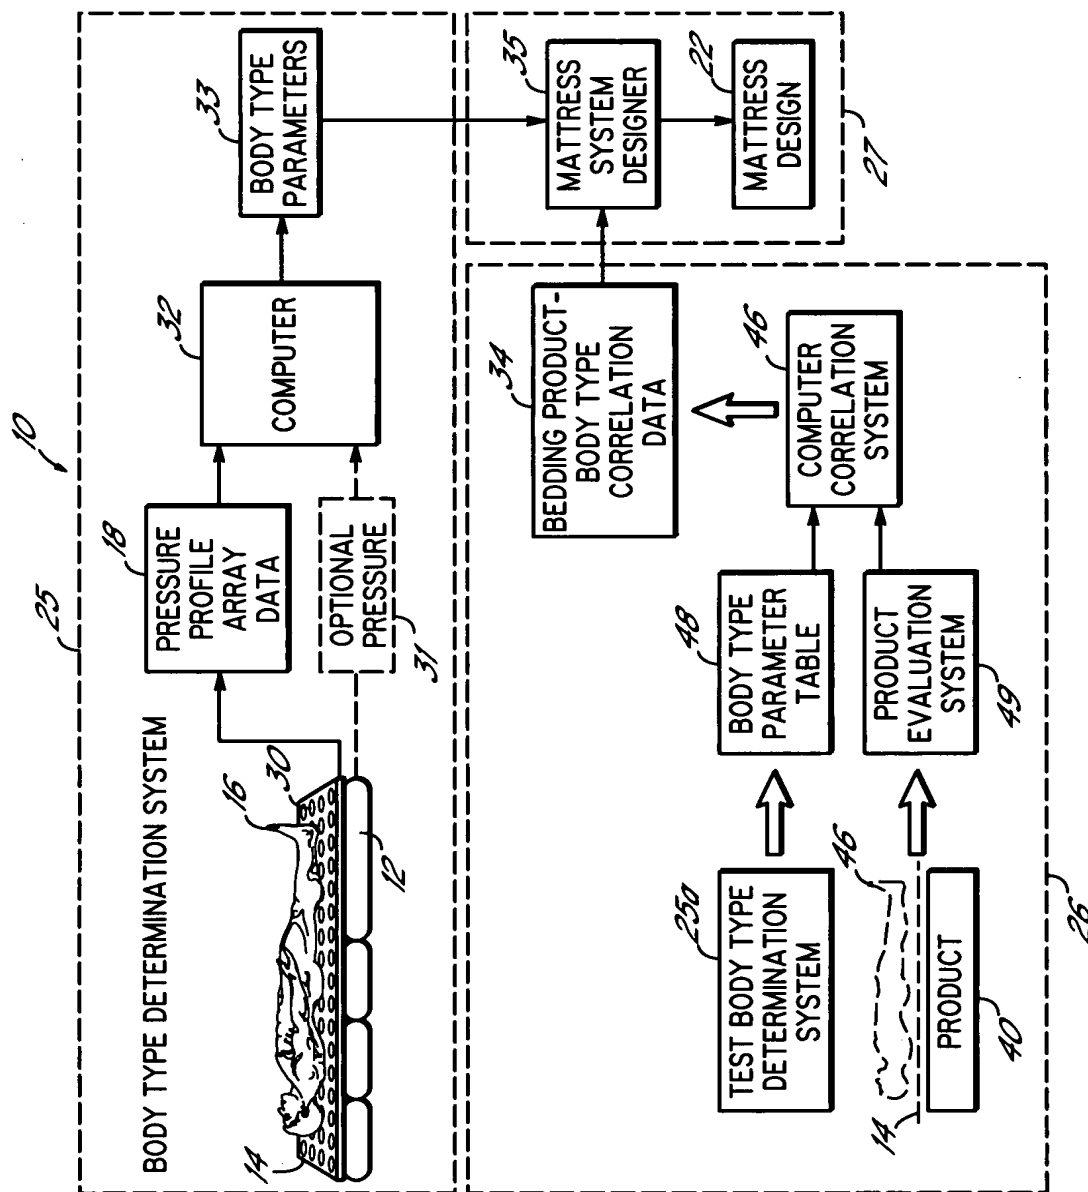 10
25
BODY TYPE DETERMINATION SYSTEM
14
16
30
12
18
PRESSURE
PROFILE
ARRAY
DATA
OPTIONAL
PRESSURE
31
32
COMPUTER
33
BODY TYPE
PARAMETERS
34
BEDDING PRODUCT-
BODY TYPE
CORRELATION
DATA
35
MATTRESS
SYSTEM
DESIGNER
22
MATTRESS
DESIGN
27
25a
TEST BODY TYPE
DETERMINATION
SYSTEM
48
BODY TYPE
PARAMETER
TABLE
46
COMPUTER
CORRELATION
SYSTEM
14
46
PRODUCT
40
PRODUCT
EVALUATION
SYSTEM
49
26